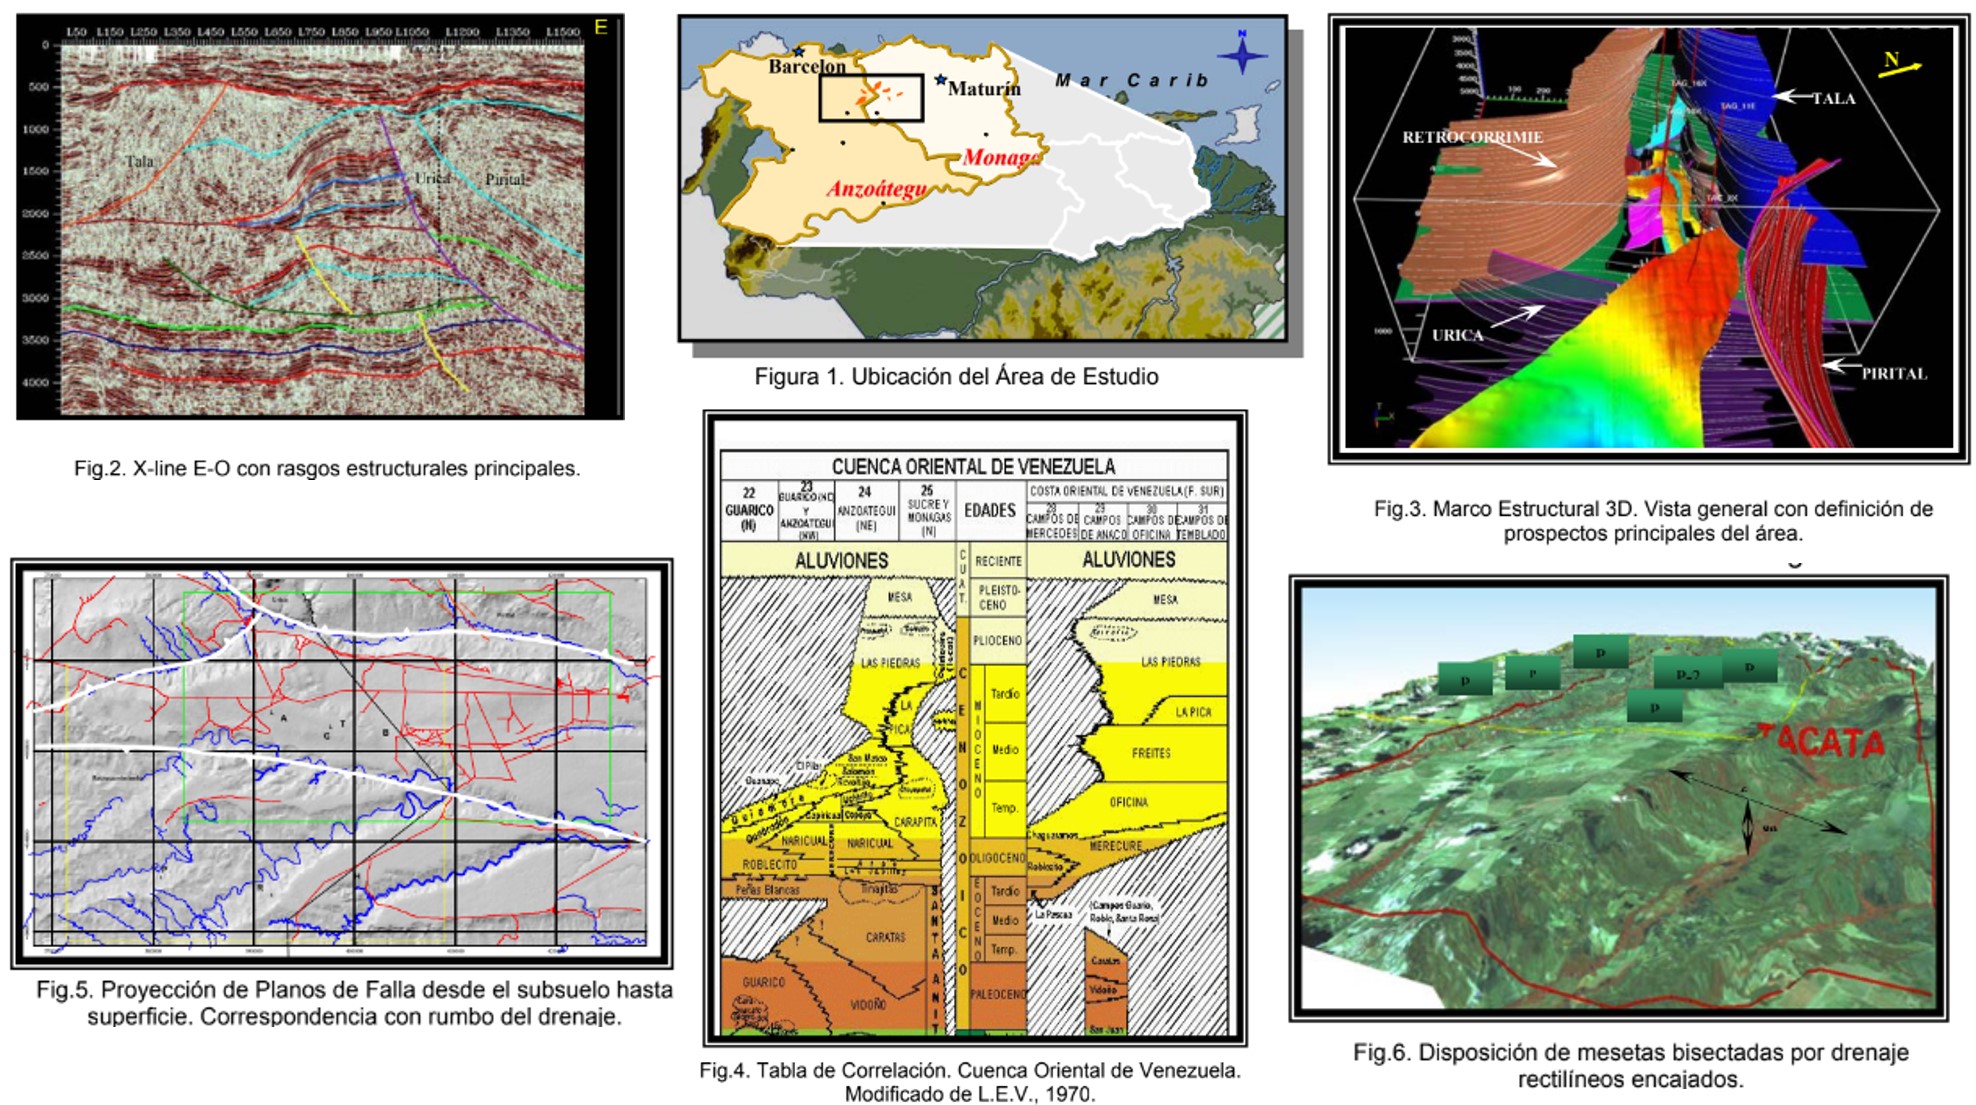 L50 L150 L250 L350 L455 L650 L750 L850 L950 L1050 L1200 L1350 L1500
E
0
500
1000
1500
2000
2500
3000
3500
4000
Tala
Urica
Pirital
Fig.2. X-line E-O con rasgos estructurales principales.
N
Barcelon
Maturín
Mar Carib
Monaga
Anzoátegu
Figura 1. Ubicación del Área de Estudio
N
TALA
RETROCORRIMIE
URICA
PIRITAL
Fig.3. Marco Estructural 3D. Vista general con definición de
prospectos principales del área.
CUENCA ORIENTAL DE VENEZUELA
22
GUARICO
(N)
23
GUARICO (NE)
Y
ANZOATEGUI
(NW)
24
ANZOATEGUI
(NE)
25
SUCRE Y
MONAGAS
(N)
EDADES
COSTA ORIENTAL DE VENEZUELA (F. SUR)
28
CAMPOS DE
MERCEDES
29
CAMPOS
DE ANACO
30
CAMPOS DE
OFICINA
31
CAMPOS DE
TEMBLADO
ALUVIONES
CUAT.
RECIENTE
ALUVIONES
MESA
PLEISTO-
CENO
MESA
PLIOCENO
LAS PIEDRAS
LAS PIEDRAS
CENOZOICO
MIOCENO
Tardío
LA
PICA
LA PICA
Medio
FREITES
El Pilar
San Mateo
Salomón
Quiamare
Temp.
OFICINA
Capiricual
CARAPITA
Chaguaramos
NARICUAL
NARICUAL
MERECURE
ROBLECITO
OLIGOCENO
Roblecito
Peñas Blancas
Tinajitas
EOCENO
Tardío
La Pascua
(Campos Guario,
Roble, Santa Rosa)
Medio
CARATAS
SANTA ANIT
Temp.
Caratas
GUARICO
VIDOÑO
PALEOCENO
Vidoño
San Juan
Fig.4. Tabla de Correlación. Cuenca Oriental de Venezuela.
Modificado de L.E.V., 1970.
A
T
G
B
R
Fig.5. Proyección de Planos de Falla desde el subsuelo hasta
superficie. Correspondencia con rumbo del drenaje.
P
P
P
P-2
P
P
TACATA
Fig.6. Disposición de mesetas bisectadas por drenaje
rectilíneos encajados.